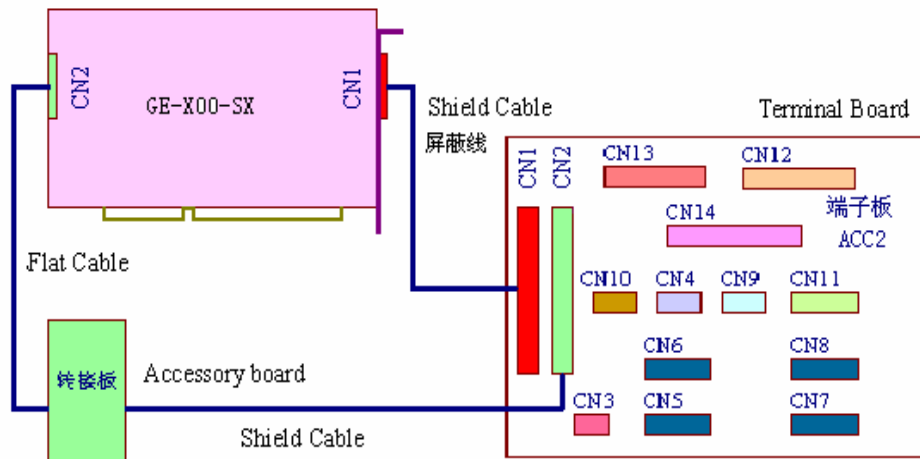 CN2
GE-X00-SX
CN1
Shield Cable
屏蔽线
Terminal Board
CN1
CN2
CN13
CN12
CN14
端子板
ACC2
Flat Cable
CN10
CN4
CN9
CN11
转接板
Accessory board
CN6
CN8
CN3
CN5
CN7
Shield Cable